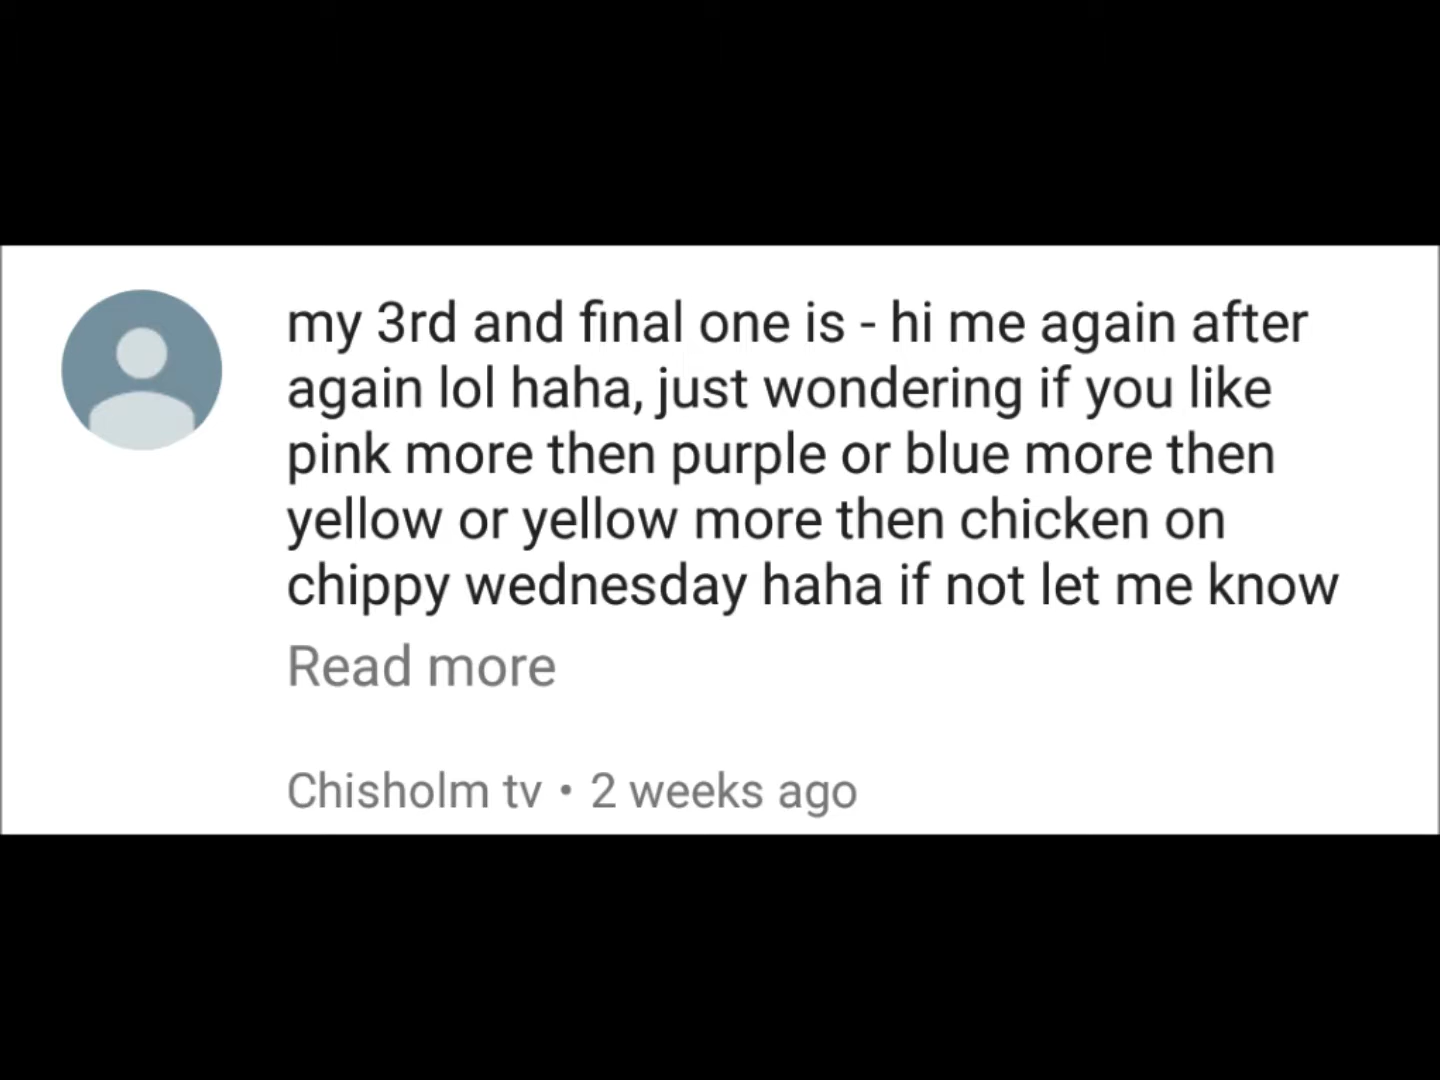 my 3rd and final one is - hi me again after
again lol haha, just wondering if you like
pink more then purple or blue more then
yellow or yellow more then chicken on
chippy wednesday haha if not let me know
Read more
Chisholm tv • 2 weeks ago